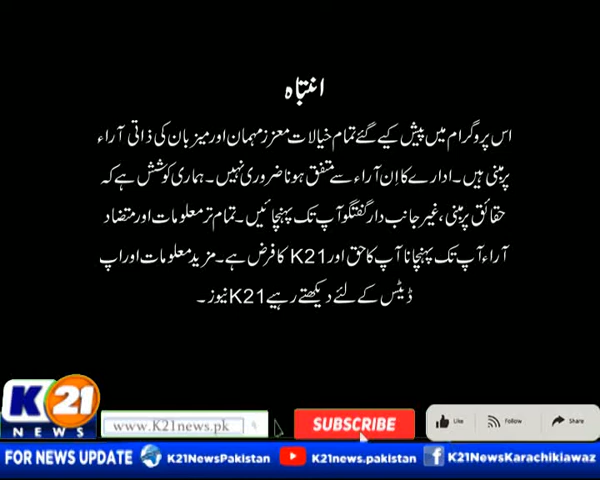 انتباہ
اس پروگرام میں پیش کیے گئے تمام خیالات معزز مہمان اور میزبان کی ذاتی آراء
پر مبنی ہیں۔ ادارے کا اِن آراء سے متفق ہونا ضروری نہیں۔ ہماری کوشش ہے کہ
حقائق پر مبنی، غیر جانب دار گفتگو آپ تک پہنچائیں۔ تمام تر معلومات اور متضاد
آراء آپ تک پہنچانا آپ کا حق اور K21 کا فرض ہے۔ مزید معلومات اور اپ
ڈیٹس کے لئے دیکھتے رہیے K21 نیوز۔
K21
NEWS
www.K21news.pk
SUBSCRIBE
Like
Follow
Share
FOR NEWS UPDATE
K21NewsPakistan
K21news.pakistan
K21NewsKarachikiawaz